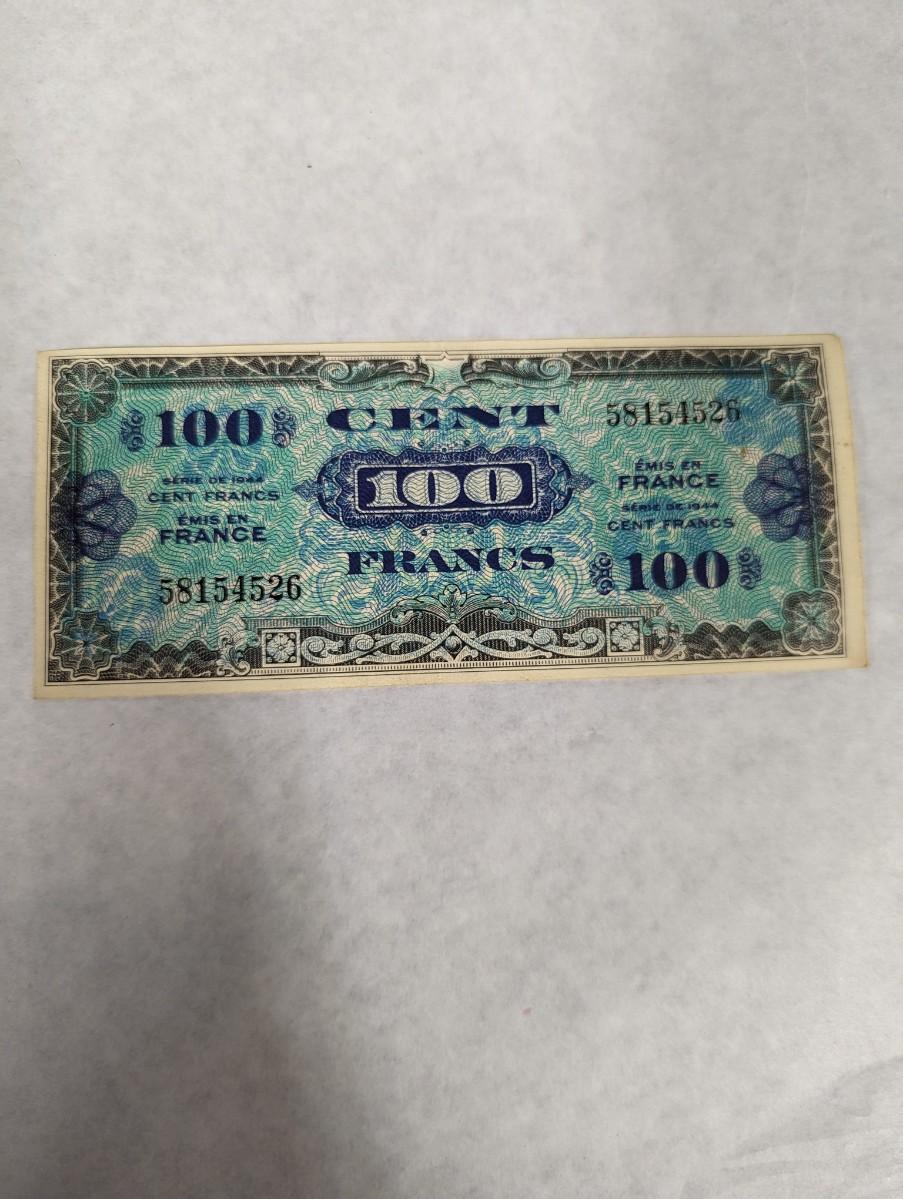 100
CENT
58154526
SÉRIE DE 1944
CENT FRANCS
ÉMIS EN
FRANCE
100
ÉMIS EN
FRANCE
SÉRIE DE 1944
CENT FRANCS
FRANCS
58154526
100